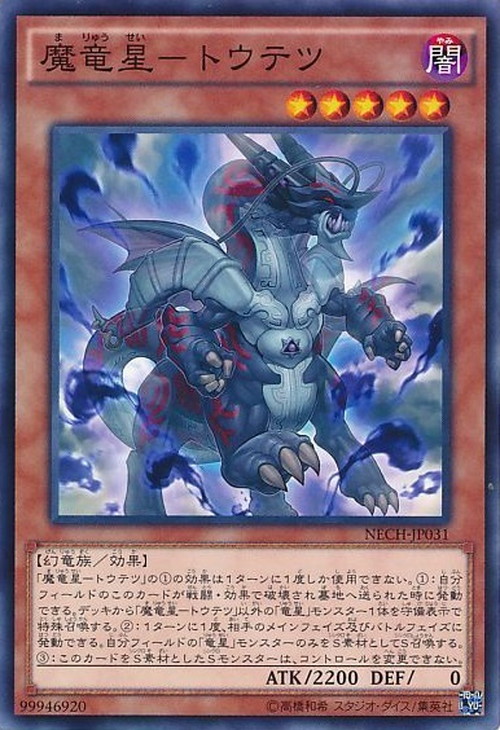 ま りゅう せい
魔竜星－トウテツ
やみ
闇
NECH-JP031
【幻竜族／効果】
「魔竜星－トウテツ」の①の効果は1ターンに1度しか使用できない。①：自分
フィールドのこのカードが戦闘・効果で破壊され墓地へ送られた時に発動
できる。デッキから「魔竜星－トウテツ」以外の「竜星」モンスター1体を守備表示で
特殊召喚する。②：1ターンに1度、相手のメインフェイズ及びバトルフェイズに
発動できる。自分フィールドの「竜星」モンスターのみをS素材としてS召喚する。
③：このカードをS素材としたSモンスターは、コントロールを変更できない。
ATK/2200 DEF/ 0
99946920
©高橋和希 スタジオ・ダイス/集英社